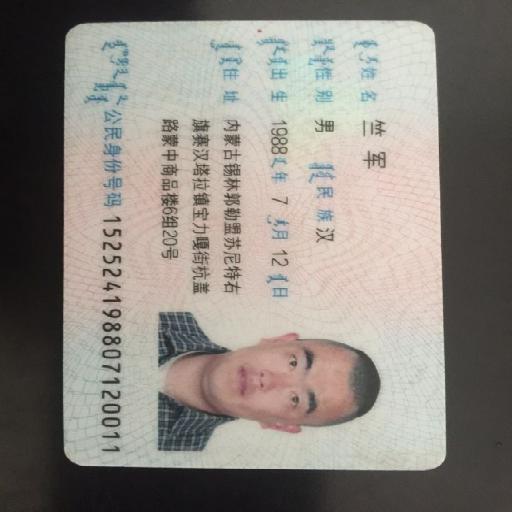 姓名 竺军
性别 男 民族 汉
出生 1988 年 7 月 12 日
住址 内蒙古锡林郭勒盟苏尼特右
旗赛汉塔拉镇宝力嘎街杭盖
路蒙中商品楼6组20号
公民身份号码 152524198807120011